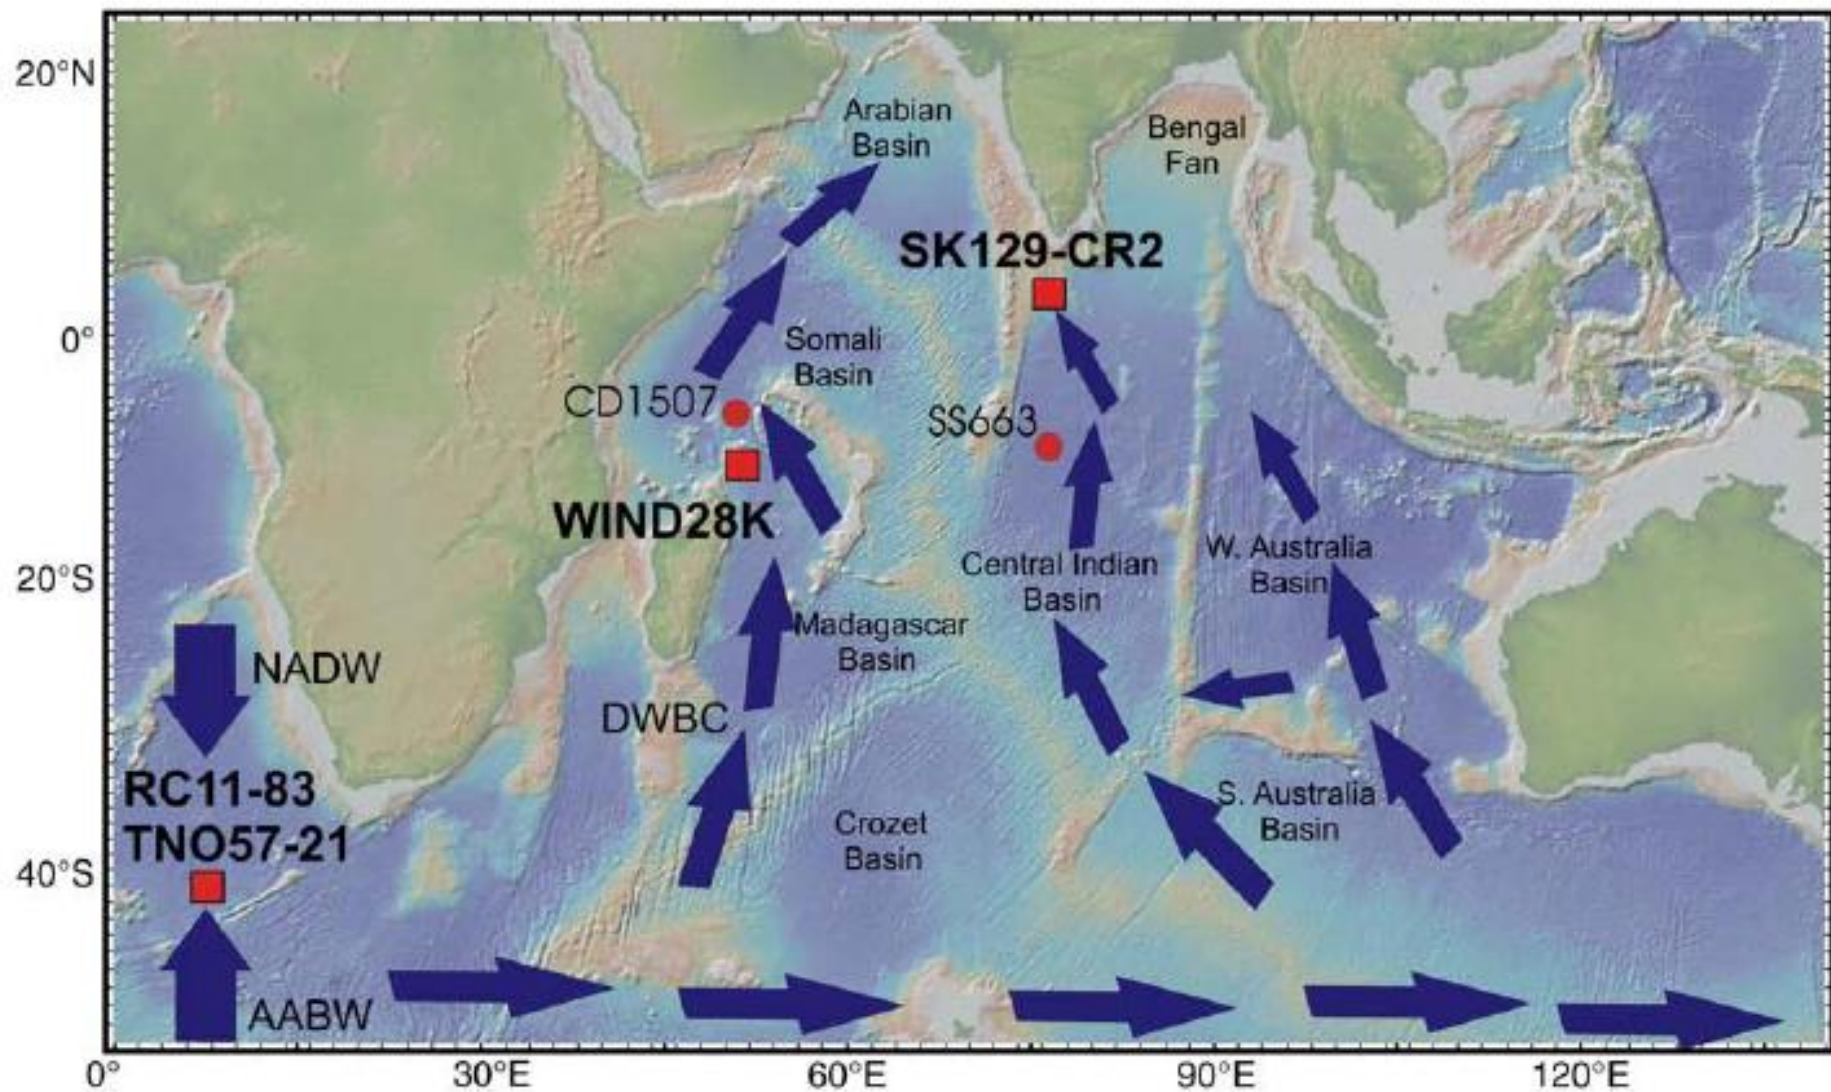 20°N
0°
20°S
40°S
Arabian
Basin
Bengal
Fan
SK129-CR2
Somali
Basin
CD1507
SS663
WIND28K
W. Australia
Basin
Central Indian
Basin
Madagascar
Basin
NADW
DWBC
RC11-83
TNO57-21
S. Australia
Basin
Crozet
Basin
AABW
0°
30°E
60°E
90°E
120°E